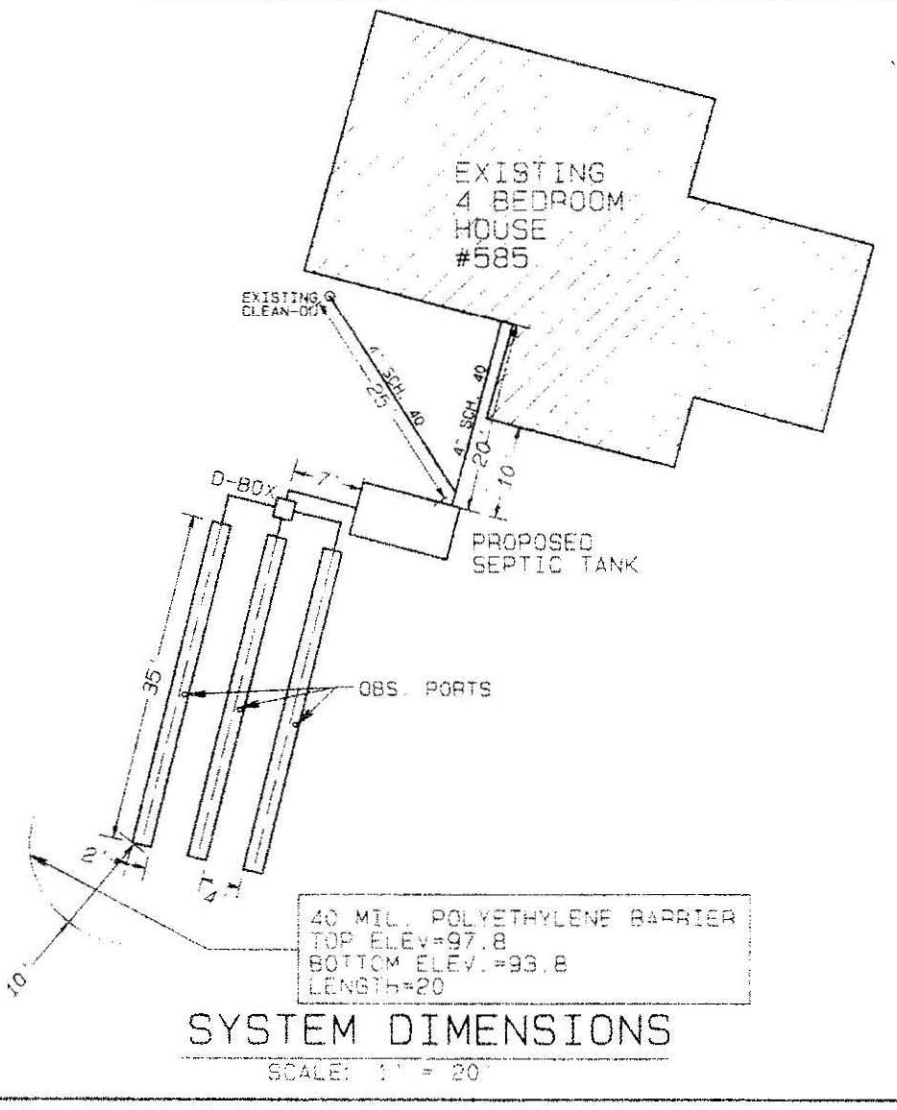 EXISTING
4 BEDROOM
HOUSE
#585
EXISTING
CLEAN-OUT
4" SCH. 40
25'
4" SCH. 40
20'
10'
7'
D-BOX
PROPOSED
SEPTIC TANK
35'
OBS. PORTS
2'
4'
10'
40 MIL. POLYETHYLENE BARRIER
TOP ELEV=97.8
BOTTOM ELEV.=93.8
LENGTH=20
SYSTEM DIMENSIONS
SCALE: 1" = 20'